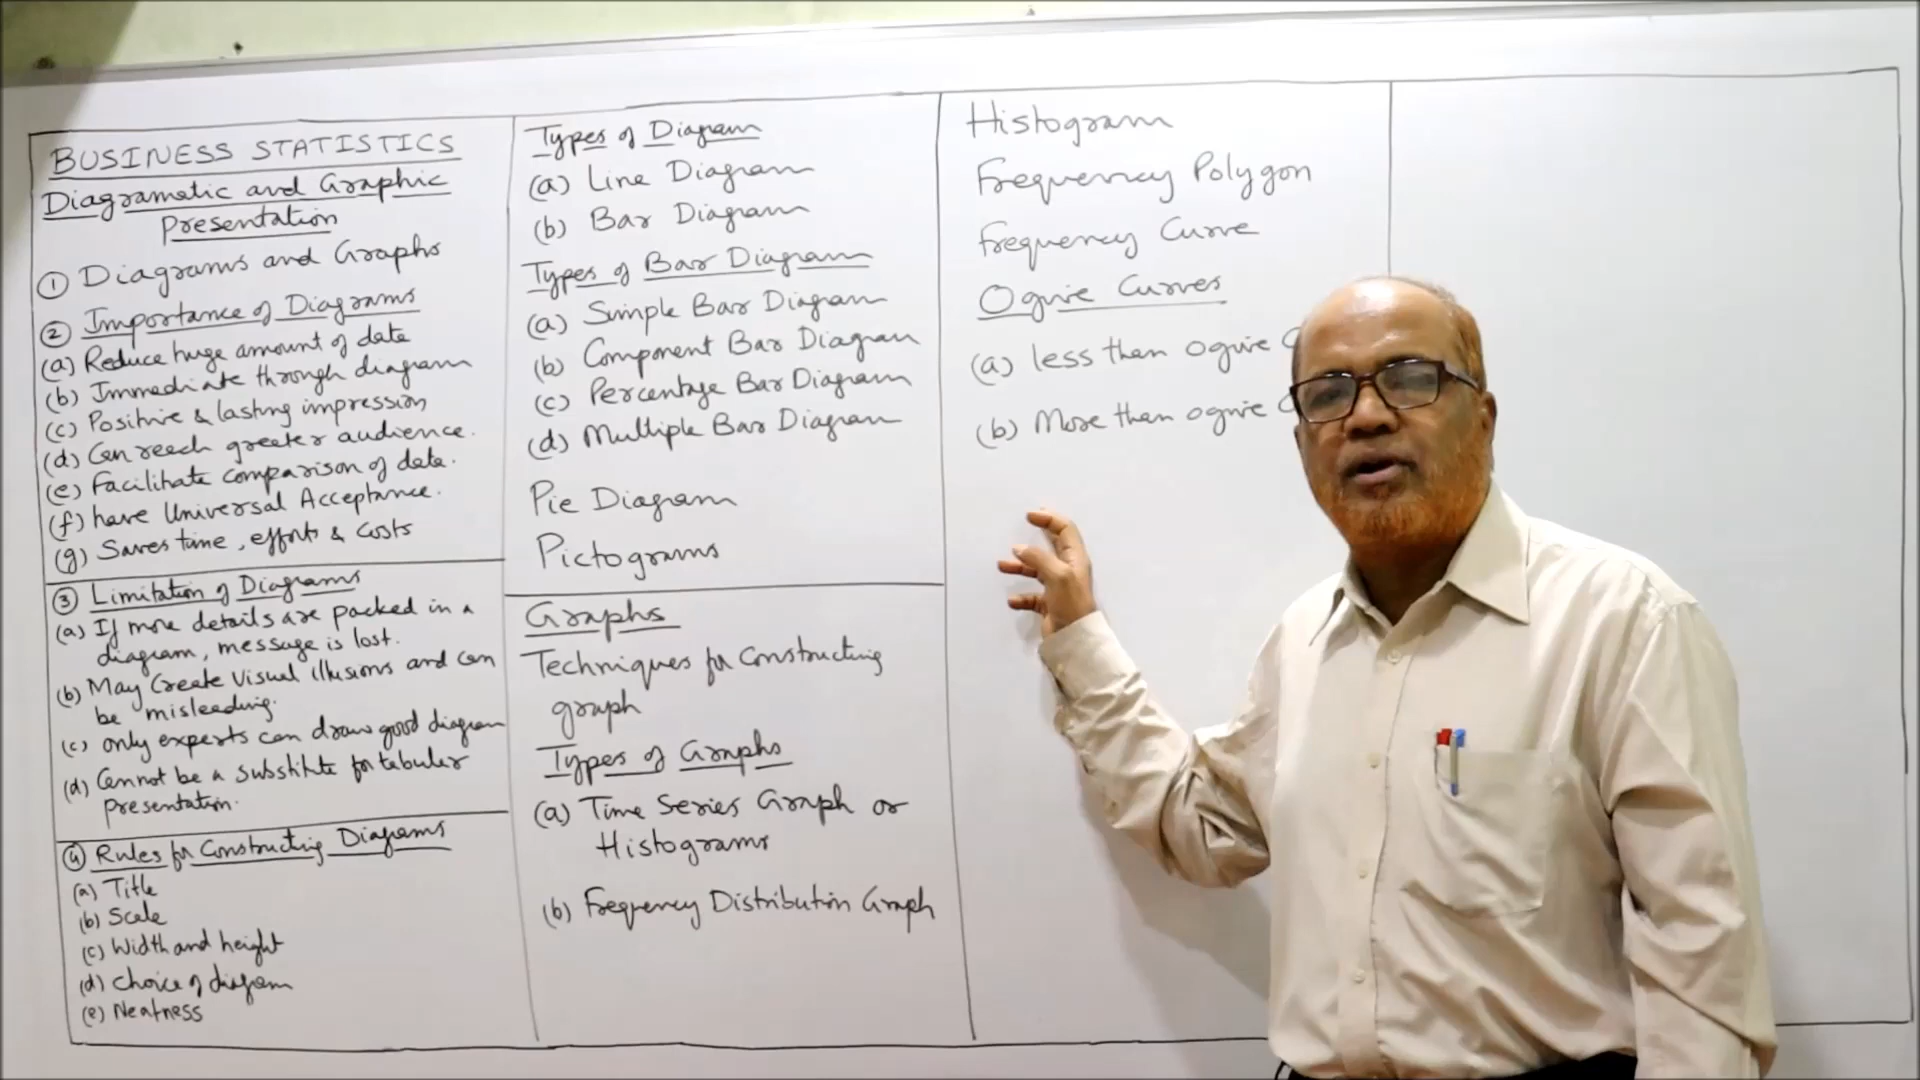 BUSINESS STATISTICS
Diagramatic and Graphic
Presentation
① Diagrams and Graphs
② Importance of Diagrams
(a) Reduce huge amount of data
(b) Immediate through diagram
(c) Positive & lasting impression
(d) Can reach greater audience.
(e) Facilitate comparison of data.
(f) have Universal Acceptance.
(g) Saves time, efforts & costs
③ Limitation of Diagrams
(a) If more details are packed in a
diagram, message is lost.
(b) May Create Visual illusions and can
be misleading.
(c) only experts can draw good diagram
(d) Cannot be a substitute for tabular
presentation.
④ Rules for Constructing Diagrams
(a) Title
(b) Scale
(c) Width and height
(d) Choice of diagram
(e) Neatness
Types of Diagram
(a) Line Diagram
(b) Bar Diagram
Types of Bar Diagram
(a) Simple Bar Diagram
(b) Component Bar Diagram
(c) Percentage Bar Diagram
(d) Multiple Bar Diagram
Pie Diagram
Pictograms
Graphs
Techniques for Constructing
graph
Types of Graphs
(a) Time Series Graph or
Histograms
(b) Frequency Distribution Graph
Histogram
Frequency Polygon
Frequency Curve
Ogive Curves
(a) less than ogive C
(b) More than ogive C